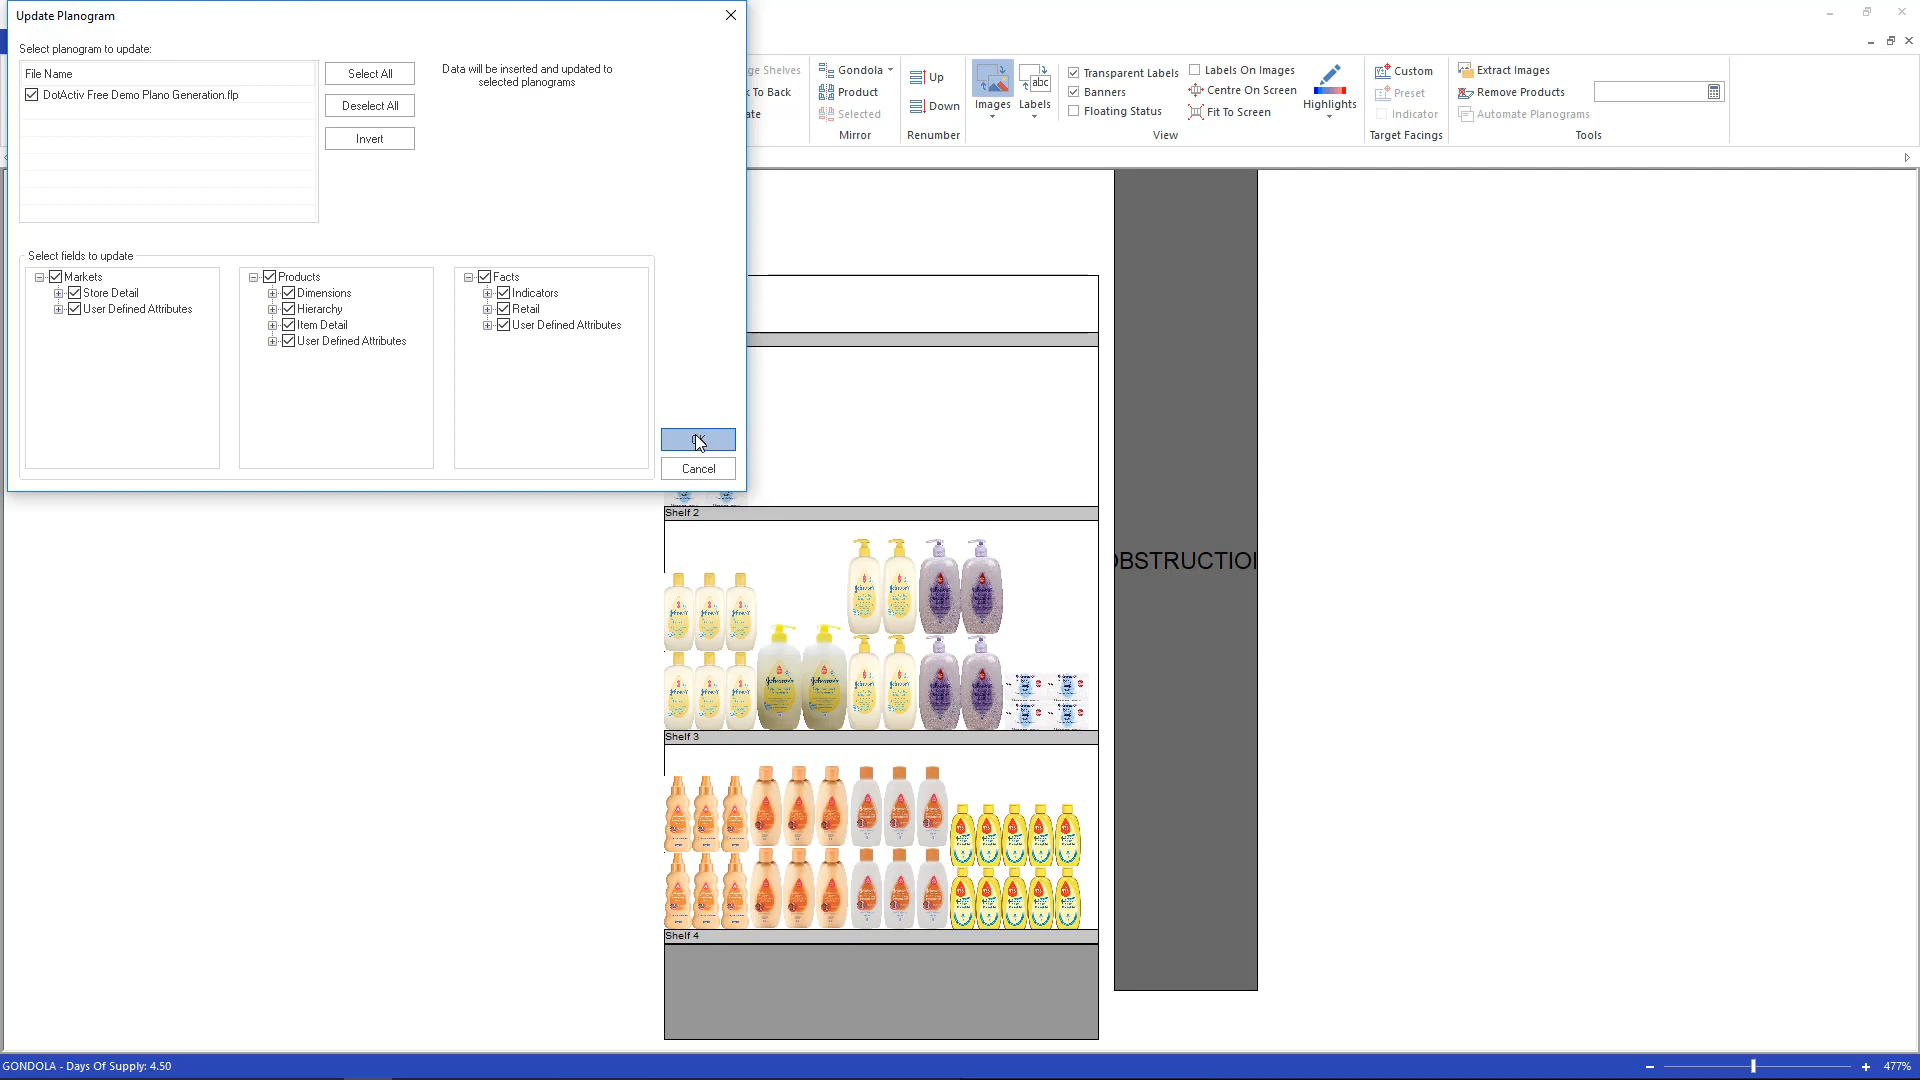 Update Planogram
Select planogram to update:
File Name
DotActiv Free Demo Plano Generation.flp
Select All
Deselect All
Invert
Data will be inserted and updated to
selected planograms
Select fields to update
Markets
Store Detail
User Defined Attributes
Products
Dimensions
Hierarchy
Item Detail
User Defined Attributes
Facts
Indicators
Retail
User Defined Attributes
Cancel
ge Shelves
k To Back
ate
Gondola
Product
Selected
Mirror
Up
Down
Renumber
Images
abc
Labels
Transparent Labels
Banners
Floating Status
Labels On Images
Centre On Screen
Fit To Screen
Highlights
View
Custom
Preset
Indicator
Target Facings
Extract Images
Remove Products
Automate Planograms
Tools
Shelf 2
Shelf 3
Shelf 4
OBSTRUCTION
GONDOLA - Days Of Supply: 4.50
477%